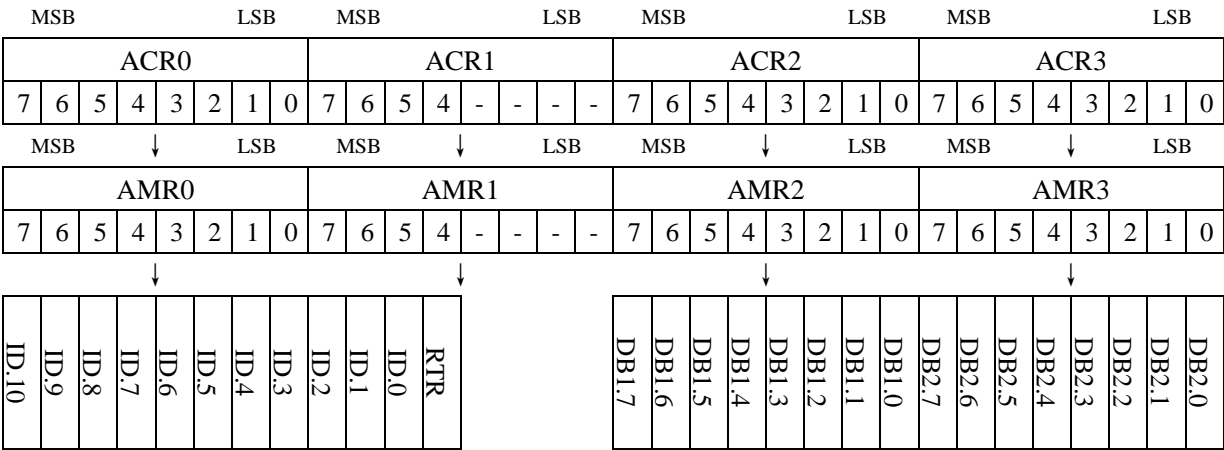 MSB LSB MSB LSB MSB LSB MSB LSB
ACR0 ACR1 ACR2 ACR3
7 6 5 4 3 2 1 0 7 6 5 4 - - - - 7 6 5 4 3 2 1 0 7 6 5 4 3 2 1 0
MSB LSB MSB LSB MSB LSB MSB LSB
AMR0 AMR1 AMR2 AMR3
7 6 5 4 3 2 1 0 7 6 5 4 - - - - 7 6 5 4 3 2 1 0 7 6 5 4 3 2 1 0
ID.10 ID.9 ID.8 ID.7 ID.6 ID.5 ID.4 ID.3 ID.2 ID.1 ID.0 RTR DB1.7 DB1.6 DB1.5 DB1.4 DB1.3 DB1.2 DB1.1 DB1.0 DB2.7 DB2.6 DB2.5 DB2.4 DB2.3 DB2.2 DB2.1 DB2.0